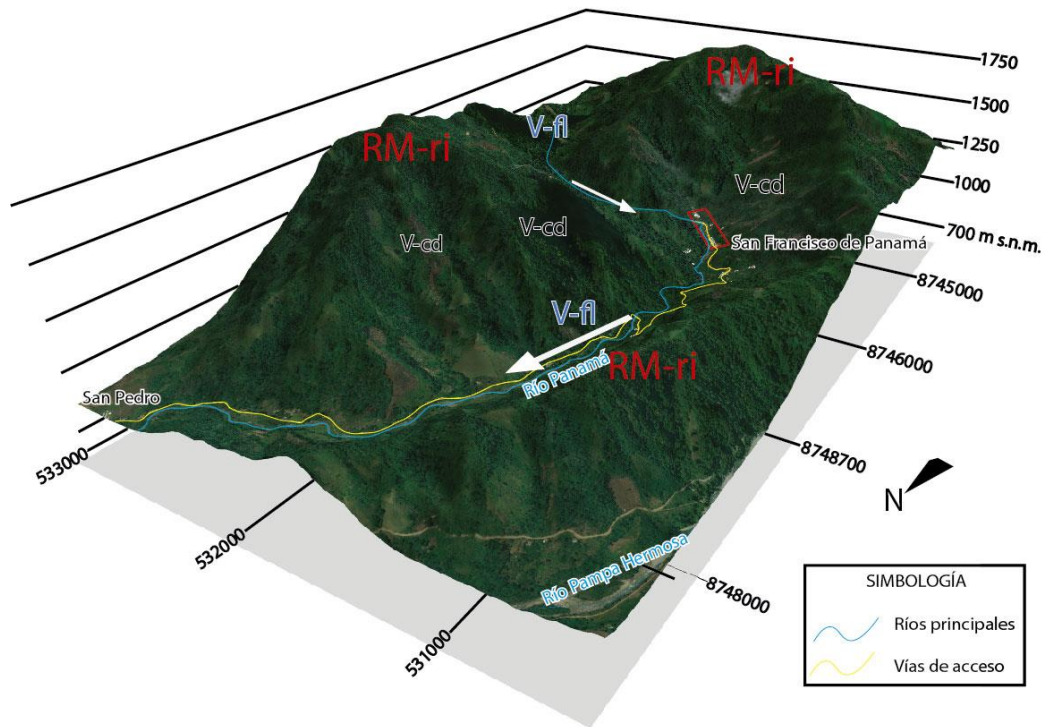 1750
RM-ri
1500
V-fl
RM-ri
1250
1000
V-cd
V-cd
V-cd
700 m s.n.m.
San Francisco de Panamá
8745000
V-fl
8746000
Río Panamá
RM-ri
San Pedro
533000
8748700
N
532000
Río Pampa Hermosa
8748000
531000
SIMBOLOGÍA
Ríos principales
Vías de acceso